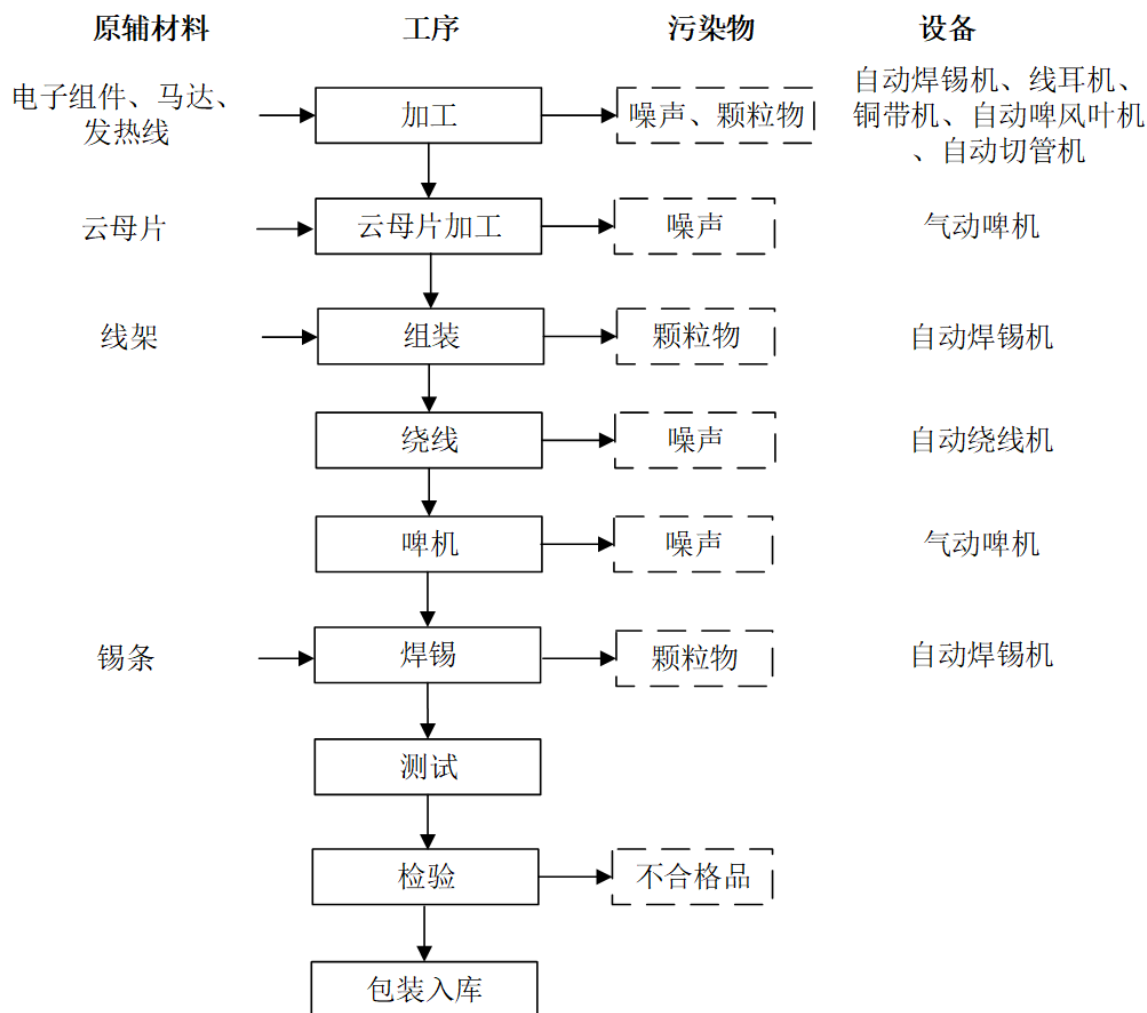 原辅材料 工序 污染物 设备
电子组件、马达、
发热线
加工
噪声、颗粒物
自动焊锡机、线耳机、
铜带机、自动啤风叶机
、自动切管机
云母片 云母片加工 噪声 气动啤机
线架 组装 颗粒物 自动焊锡机
绕线 噪声 自动绕线机
啤机 噪声 气动啤机
锡条 焊锡 颗粒物 自动焊锡机
测试
检验 不合格品
包装入库